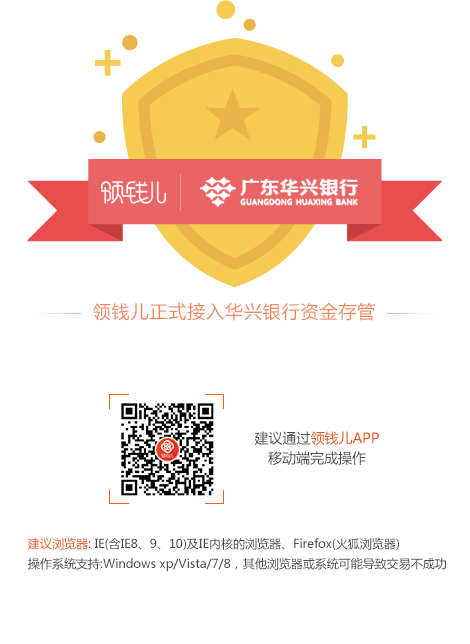 领钱儿
广东华兴银行
GUANGDONG HUAXING BANK
领钱儿正式接入华兴银行资金存管
建议通过领钱儿APP
移动端完成操作
建议浏览器: IE(含IE8、9、10)及IE内核的浏览器、Firefox(火狐浏览器)
操作系统支持:Windows xp/Vista/7/8，其他浏览器或系统可能导致交易不成功